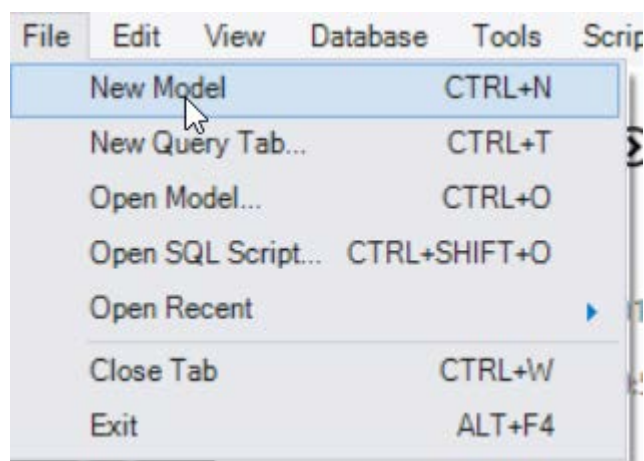 File Edit View Database Tools Scrip
New Model CTRL+N
New Query Tab... CTRL+T
Open Model... CTRL+O
Open SQL Script... CTRL+SHIFT+O
Open Recent
Close Tab CTRL+W
Exit ALT+F4